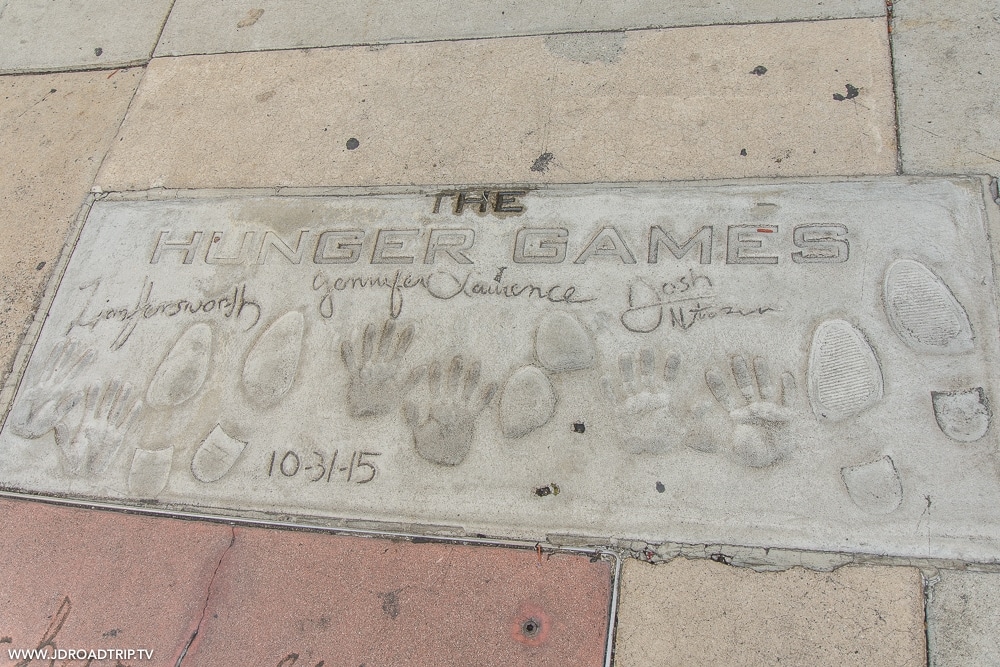 THE
HUNGER GAMES
Liam Hemsworth
Jennifer Lawrence
Josh
10-31-15
WWW.JDROADTRIP.TV